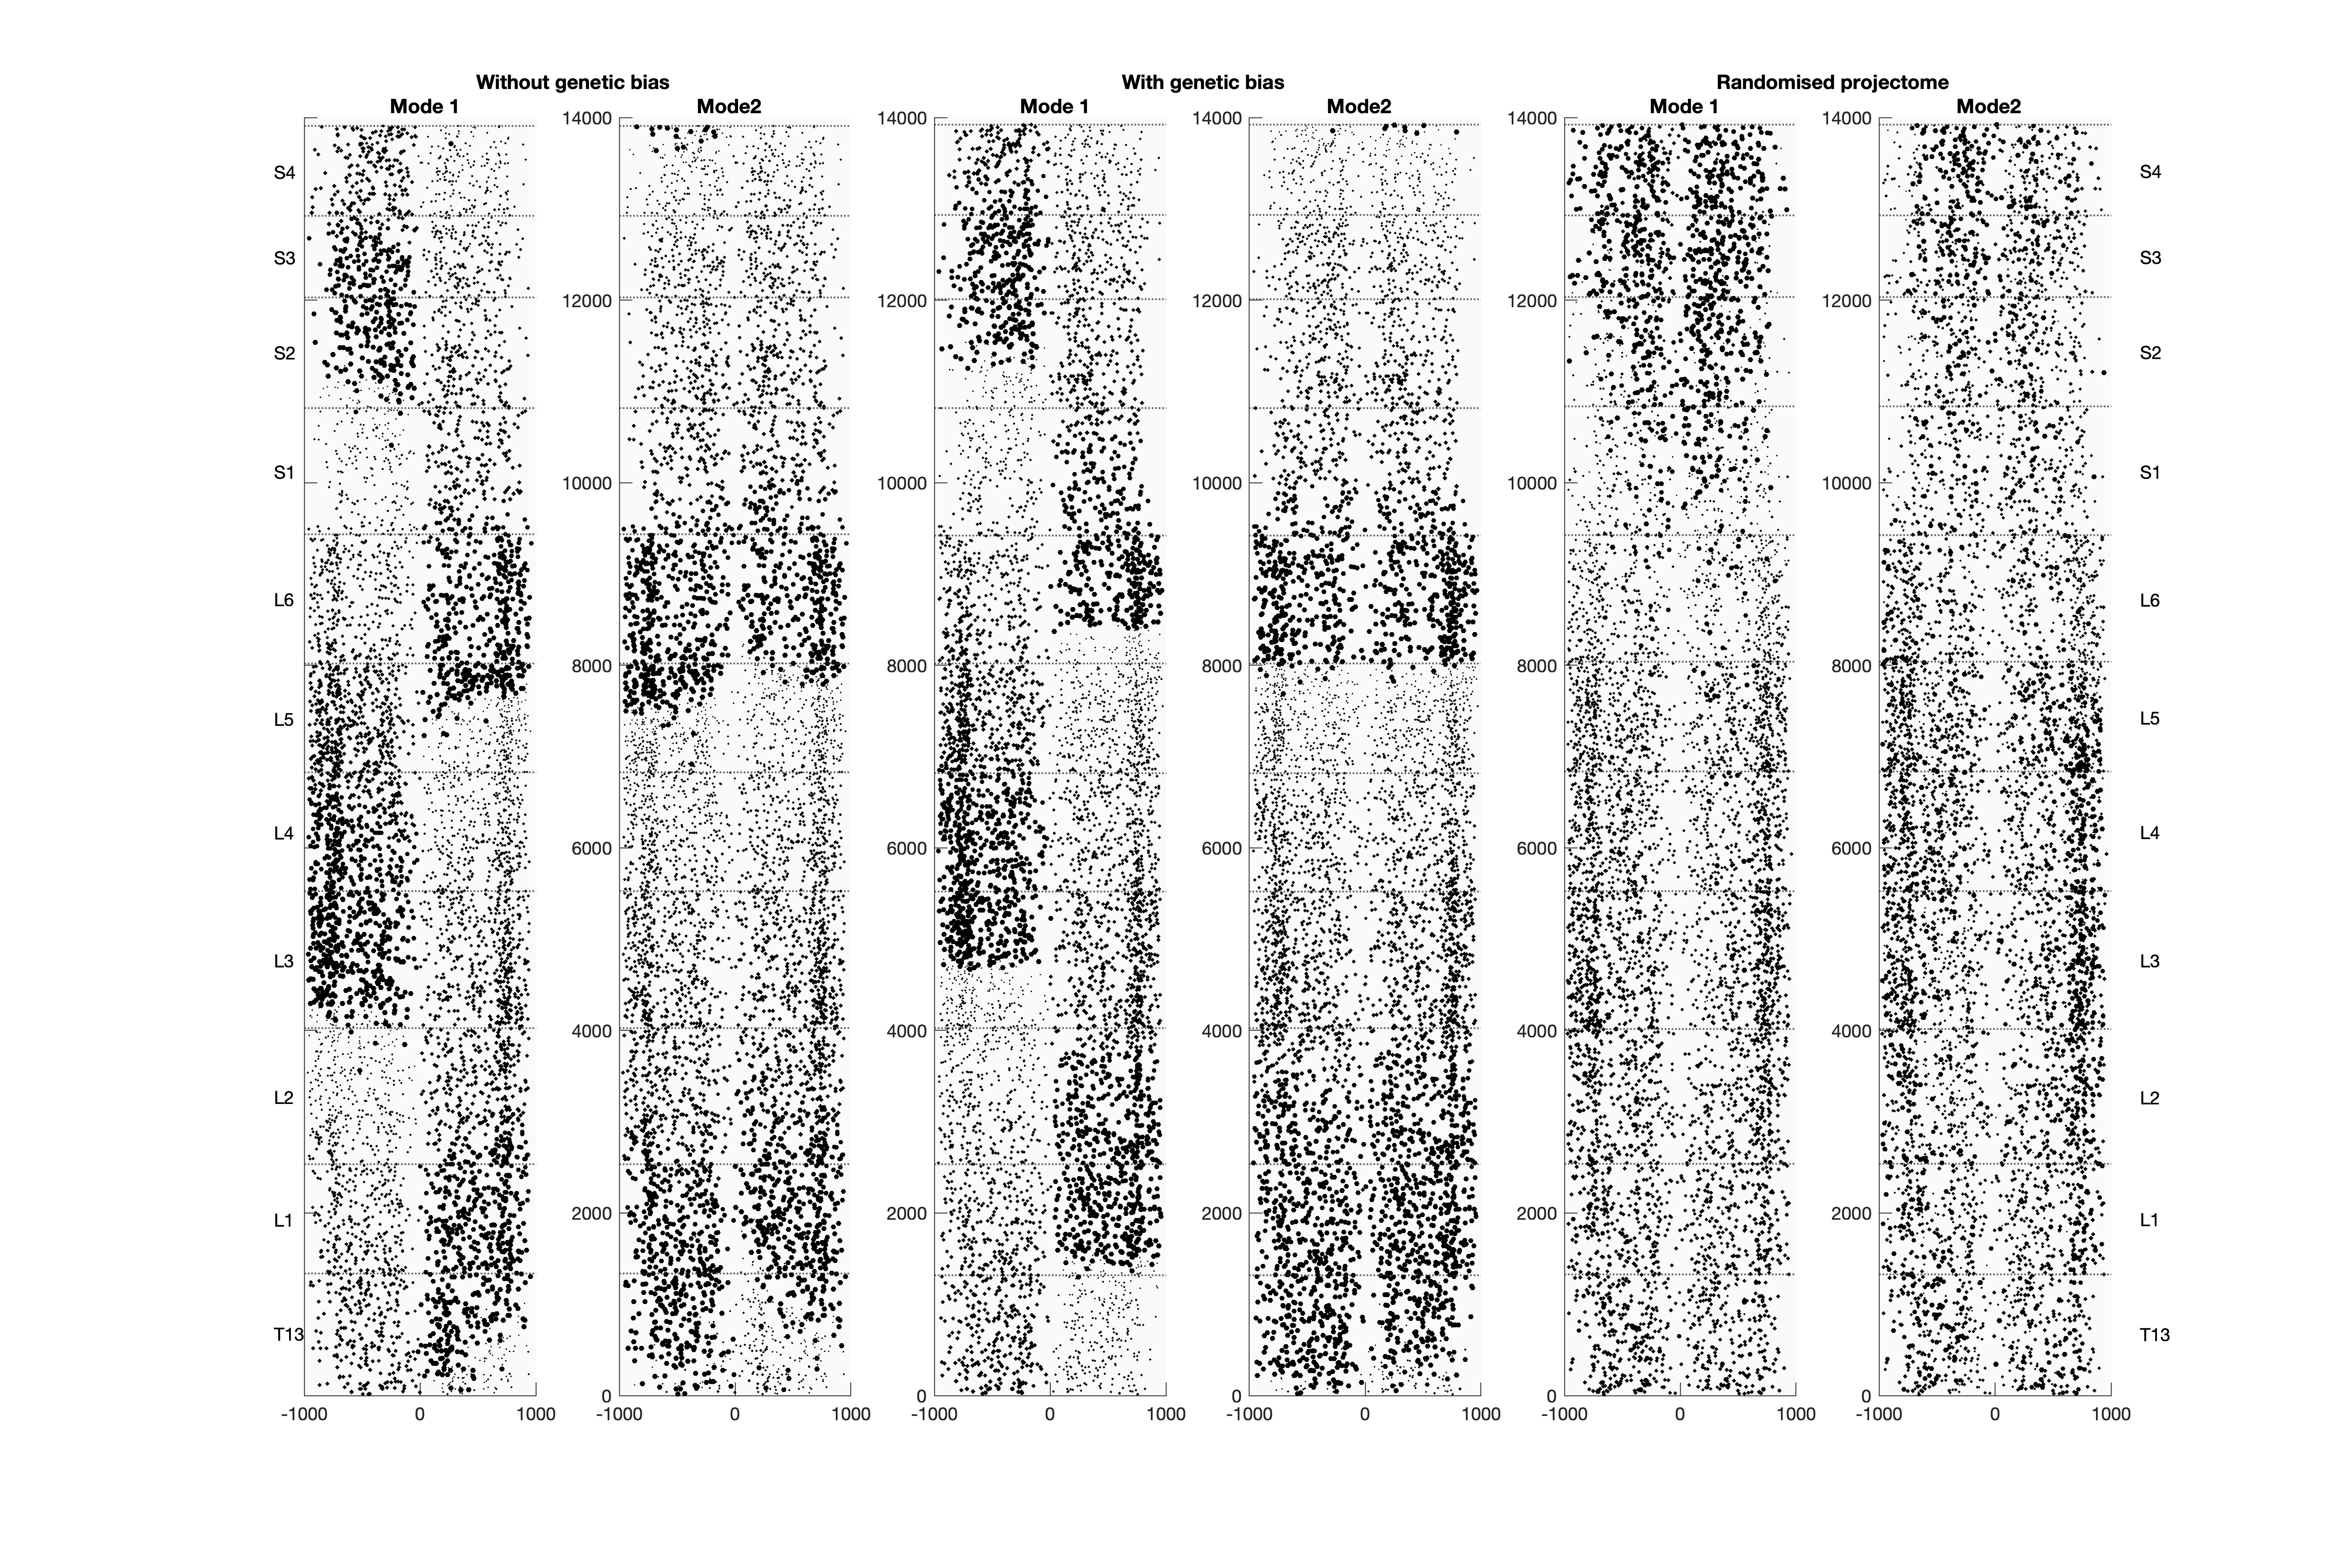 Without genetic bias With genetic bias Randomised projectome
Mode 1 Mode2 Mode 1 Mode2 Mode 1 Mode2
14000 14000 14000 14000 14000
S4 S4
S3 S3
12000 12000 12000 12000 12000
S2 S2
S1 S1
10000 10000 10000 10000 10000
L6 L6
8000 8000 8000 8000 8000
L5 L5
L4 L4
6000 6000 6000 6000 6000
L3 L3
4000 4000 4000 4000 4000
L2 L2
2000 2000 2000 2000 2000
L1 L1
T13 T13
0 0 0 0 0
-1000 0 1000 -1000 0 1000 -1000 0 1000 -1000 0 1000 -1000 0 1000 -1000 0 1000